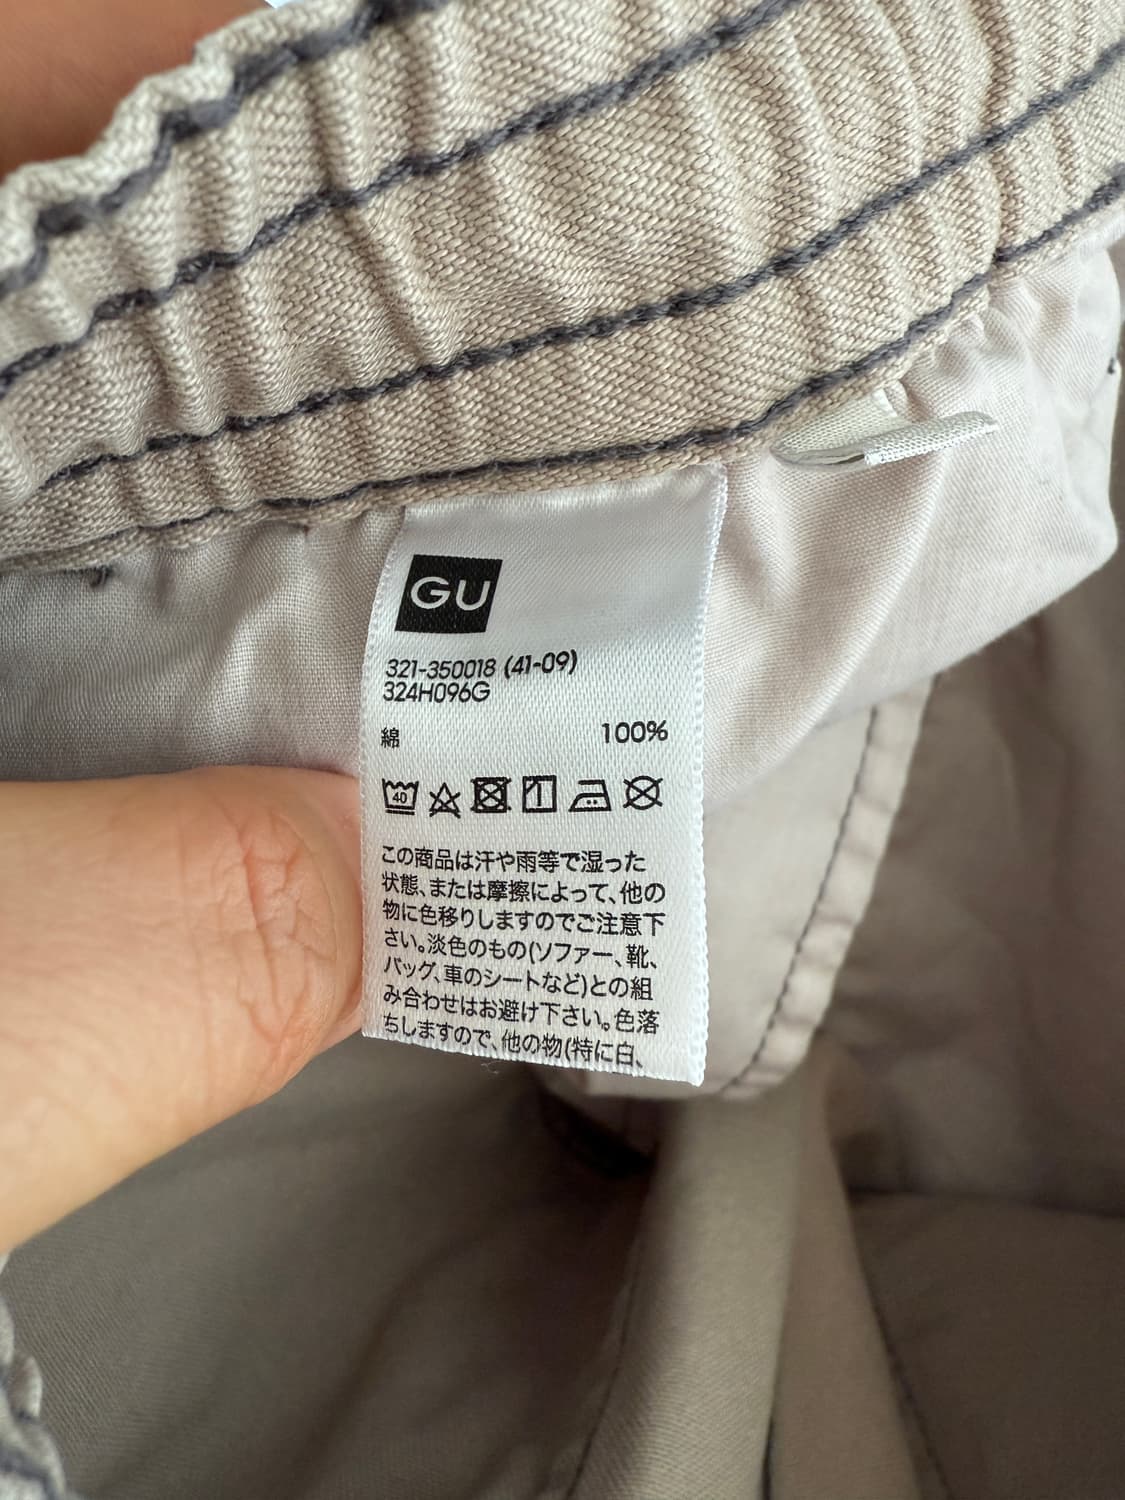 GU
321-350018 (41-09)
324H096G
綿 100%
40
この商品は汗や雨等で湿った
状態、または摩擦によって、他の
物に色移りしますのでご注意下
さい。淡色のもの(ソファー、靴、
バッグ、車のシートなど)との組
み合わせはお避け下さい。色落
ちしますので、他の物(特に白、